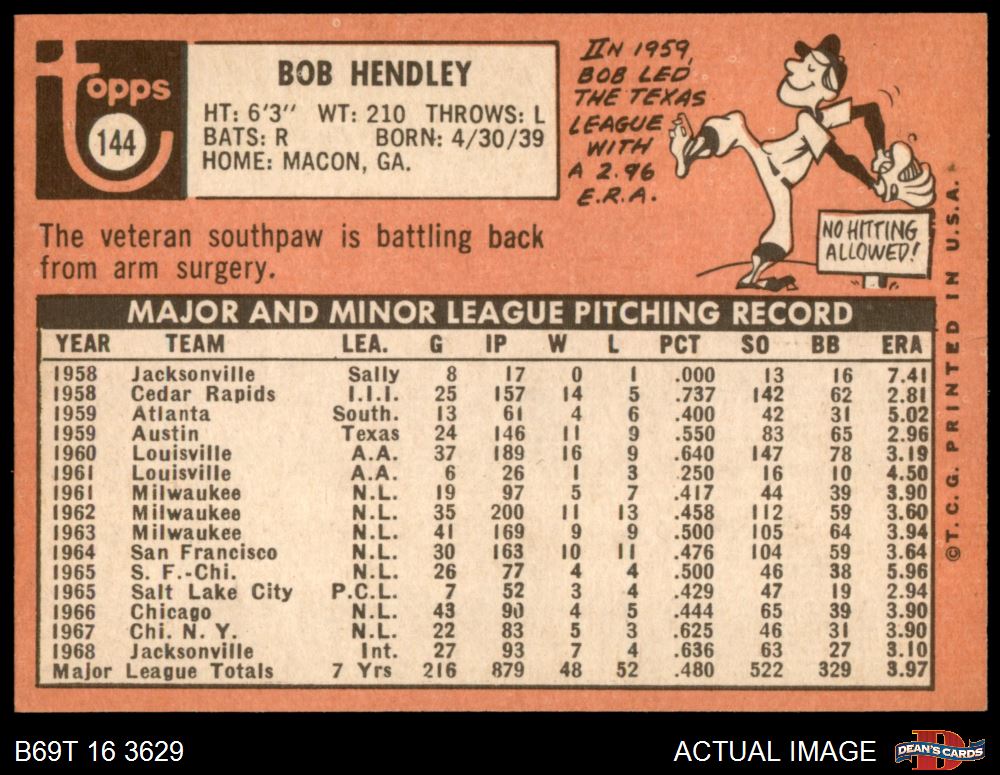 Topps
144
BOB HENDLEY
HT: 6'3" WT: 210 THROWS: L
BATS: R BORN: 4/30/39
HOME: MACON, GA.
IN 1959,
BOB LED
THE TEXAS
LEAGUE
WITH
A 2.96
E.R.A.
NO HITTING
ALLOWED!
The veteran southpaw is battling back
from arm surgery.
MAJOR AND MINOR LEAGUE PITCHING RECORD
YEAR TEAM LEA. G IP W L PCT SO BB ERA
1958 Jacksonville Sally 8 17 0 1 .000 13 16 7.41
1958 Cedar Rapids I.I.I. 25 157 14 5 .737 142 62 2.81
1959 Atlanta South. 13 61 4 6 .400 42 31 5.02
1959 Austin Texas 24 146 11 9 .550 83 65 2.96
1960 Louisville A.A. 37 189 16 9 .640 147 78 3.19
1961 Louisville A.A. 6 26 1 3 .250 16 10 4.50
1961 Milwaukee N.L. 19 97 5 7 .417 44 39 3.90
1962 Milwaukee N.L. 35 200 11 13 .458 112 59 3.60
1963 Milwaukee N.L. 41 169 9 9 .500 105 64 3.94
1964 San Francisco N.L. 30 163 10 11 .476 104 59 3.64
1965 S. F.-Chi. N.L. 26 77 4 4 .500 46 38 5.96
1965 Salt Lake City P.C.L. 7 52 3 4 .429 47 19 2.94
1966 Chicago N.L. 43 90 4 5 .444 65 39 3.90
1967 Chi. N. Y. N.L. 22 83 5 3 .625 46 31 3.90
1968 Jacksonville Int. 27 93 7 4 .636 63 27 3.10
Major League Totals 7 Yrs 216 879 48 52 .480 522 329 3.97
©T.C.G. PRINTED IN U.S.A.
B69T 16 3629
ACTUAL IMAGE
DEAN'S CARDS